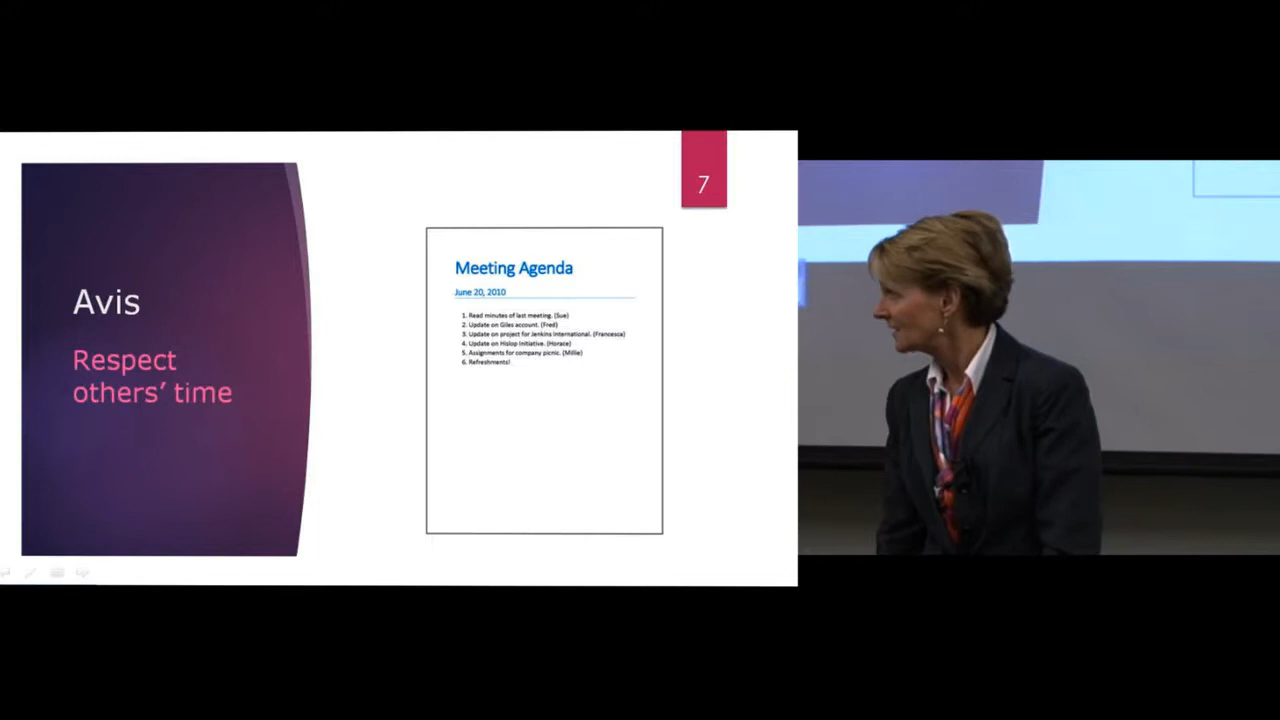 7
Avis
Respect
others’ time
Meeting Agenda
June 20, 2010
1. Read minutes of last meeting. (Sue)
2. Update on Giles account. (Fred)
3. Update on project for Jenkins International. (Francesca)
4. Update on Hislop Initiative. (Horace)
5. Assignments for company picnic. (Millie)
6. Refreshments!